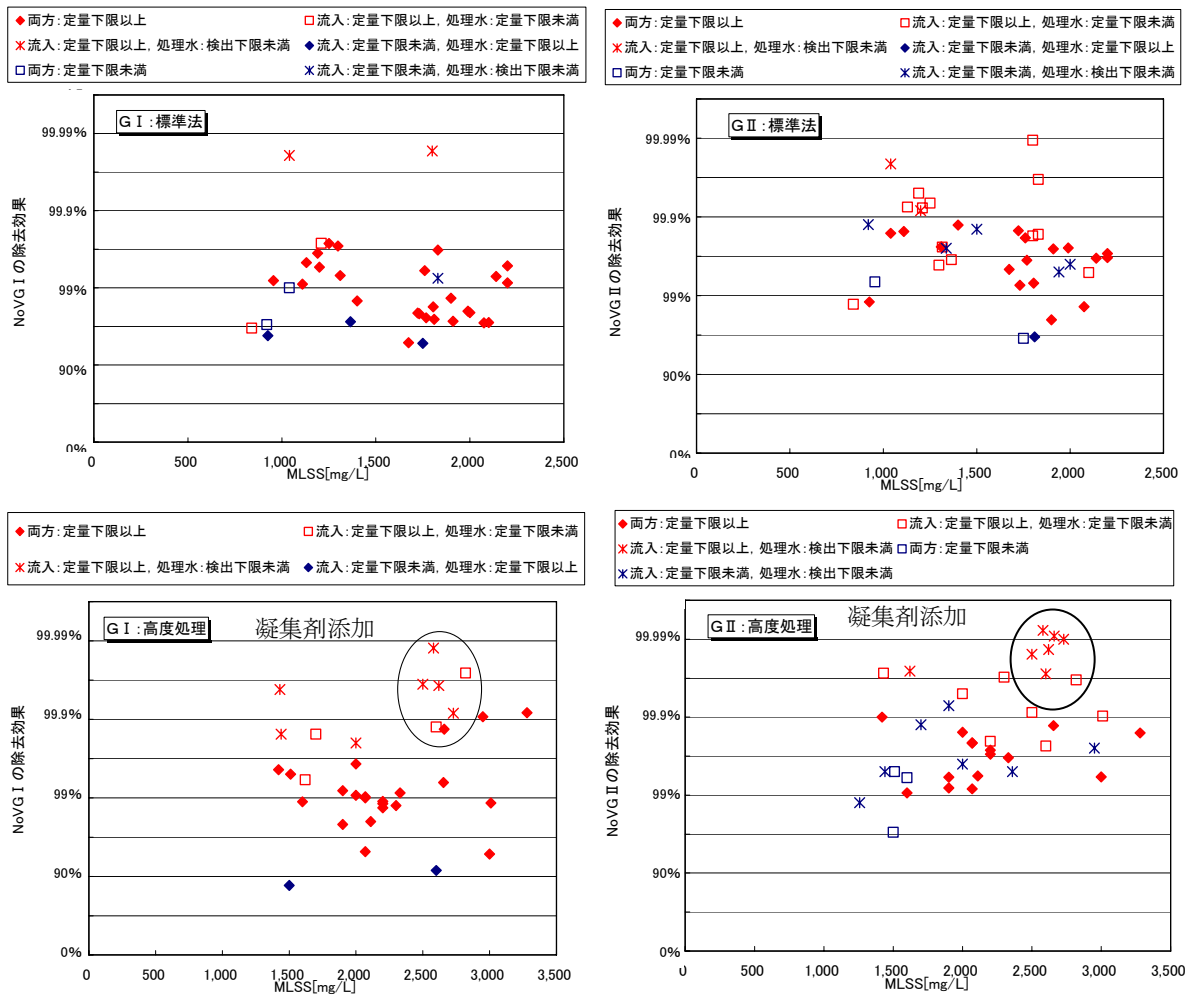 ◆両方：定量下限以上 □流入：定量下限以上，処理水：定量下限未満
流入：定量下限以上，処理水：検出下限未満 ◆流入：定量下限未満，処理水：定量下限以上
□両方：定量下限未満 流入：定量下限未満，処理水：検出下限未満
GⅠ：標準法
99.99%
99.9%
99%
90%
0%
NoVGⅠの除去効果
0 500 1,000 1,500 2,000 2,500
MLSS[mg/L]
◆両方：定量下限以上 □流入：定量下限以上，処理水：定量下限未満
流入：定量下限以上，処理水：検出下限未満 ◆流入：定量下限未満，処理水：定量下限以上
□両方：定量下限未満 流入：定量下限未満，処理水：検出下限未満
GⅡ：標準法
99.99%
99.9%
99%
90%
0%
NoVGⅡの除去効果
0 500 1,000 1,500 2,000 2,500
MLSS[mg/L]
◆両方：定量下限以上 □流入：定量下限以上，処理水：定量下限未満
流入：定量下限以上，処理水：検出下限未満 ◆流入：定量下限未満，処理水：定量下限以上
GⅠ：高度処理
凝集剤添加
99.99%
99.9%
99%
90%
0%
NoVGⅠの除去効果
0 500 1,000 1,500 2,000 2,500 3,000 3,500
MLSS[mg/L]
◆両方：定量下限以上 □流入：定量下限以上，処理水：定量下限未満
流入：定量下限以上，処理水：検出下限未満 □両方：定量下限未満
流入：定量下限未満，処理水：検出下限未満
GⅡ：高度処理
凝集剤添加
99.99%
99.9%
99%
90%
0%
NoVGⅡの除去効果
0 500 1,000 1,500 2,000 2,500 3,000 3,500
MLSS[mg/L]